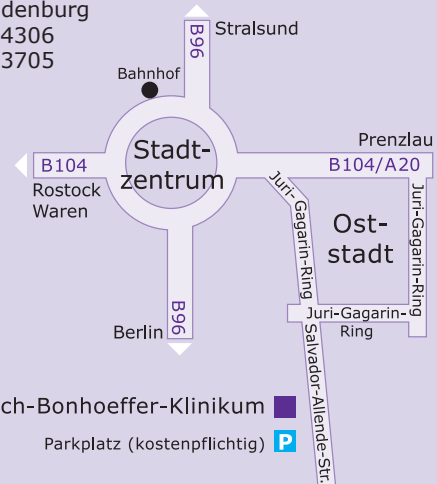 denburg
4306
3705
Stralsund
B96
Bahnhof
Stadt-
zentrum
Prenzlau
B104
B104/A20
Rostock
Waren
Juri-Gagarin-Ring
Juri-Gagarin-Ring
Ost-
stadt
Juri-Gagarin-
Ring
Berlin
B96
Salvador-Allende-Str.
ch-Bonhoeffer-Klinikum
Parkplatz (kostenpflichtig) P